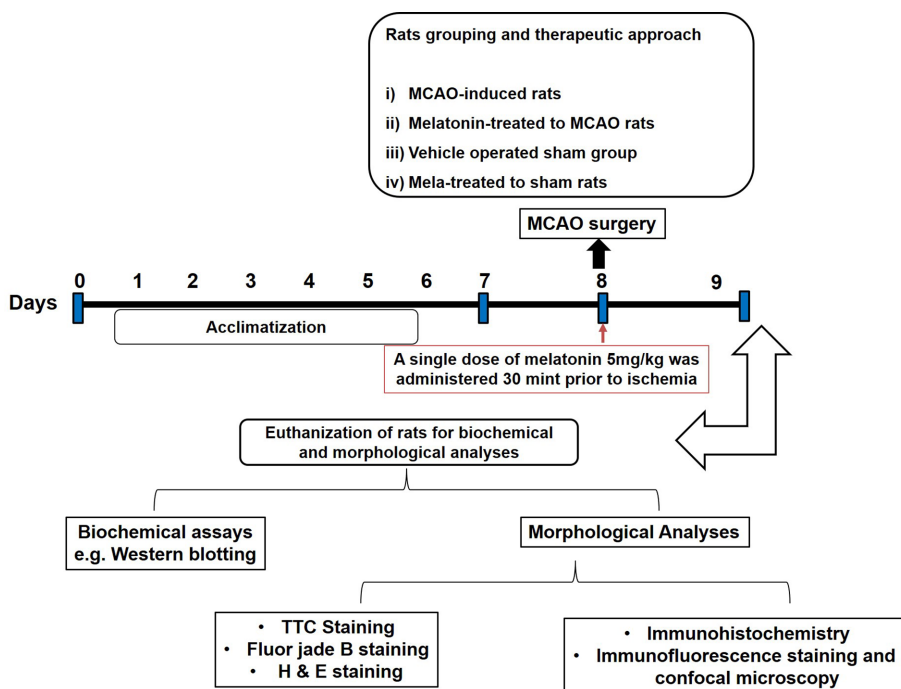 Rats grouping and therapeutic approach
i) MCAO-induced rats
ii) Melatonin-treated to MCAO rats
iii) Vehicle operated sham group
iv) Mela-treated to sham rats
MCAO surgery
0 1 2 3 4 5 6 7 8 9
Days
Acclimatization
A single dose of melatonin 5mg/kg was
administered 30 mint prior to ischemia
Euthanization of rats for biochemical
and morphological analyses
Biochemical assays
e.g. Western blotting
Morphological Analyses
• TTC Staining
• Fluor jade B staining
• H & E staining
• Immunohistochemistry
• Immunofluorescence staining and
confocal microscopy